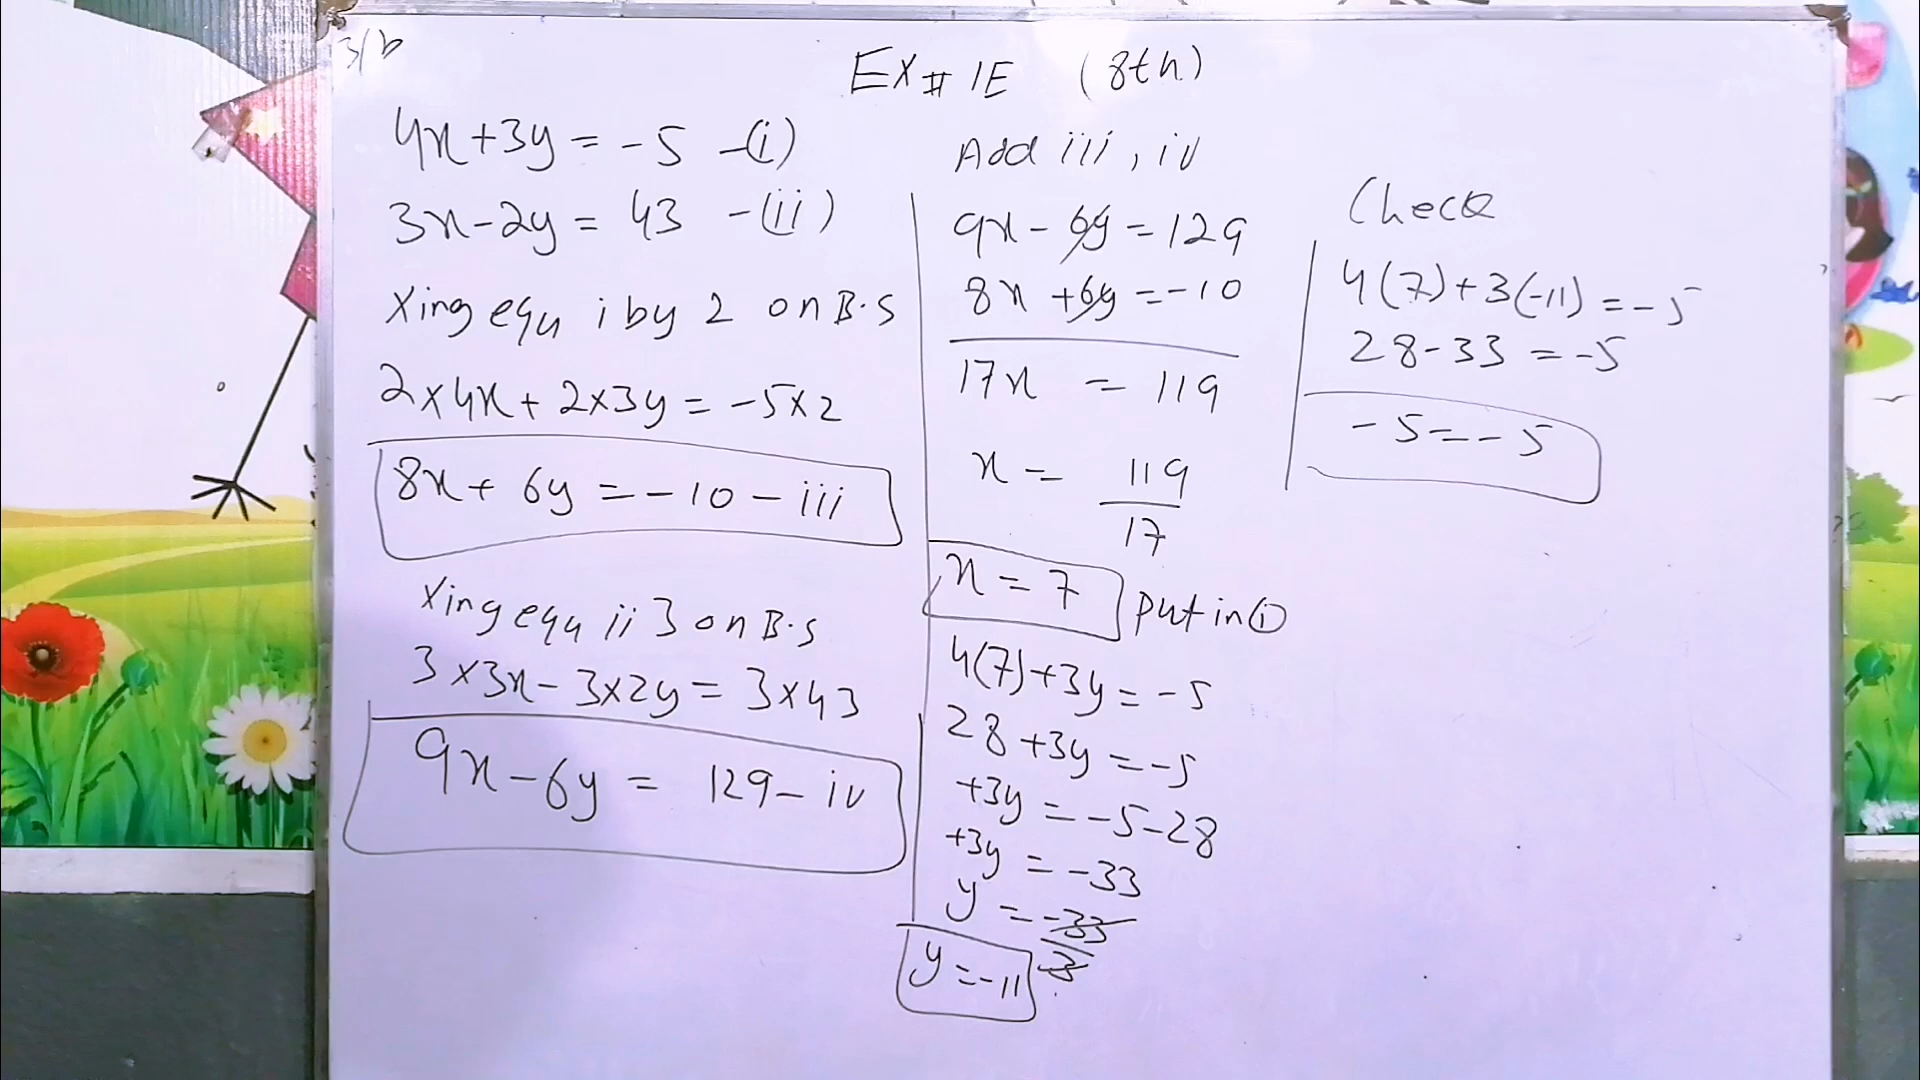 3/b
EX# 1E (8th)
4x+3y = -5 -(i)
3x-2y = 43 -(ii)
Xing equ i by 2 on B.S
2×4x+2×3y = -5×2
8x+6y = -10 - iii
Xing equ ii 3 on B.S
3×3x-3×2y = 3×43
9x-6y = 129 - iv
Add iii, iv
9x-6y = 129
8x+6y = -10
17x = 119
x = 119
17
x = 7 put in (i)
4(7)+3y = -5
28+3y = -5
+3y = -5-28
+3y = -33
y = -33
3
y = -11
Check
4(7)+3(-11) = -5
28-33 = -5
-5 = -5